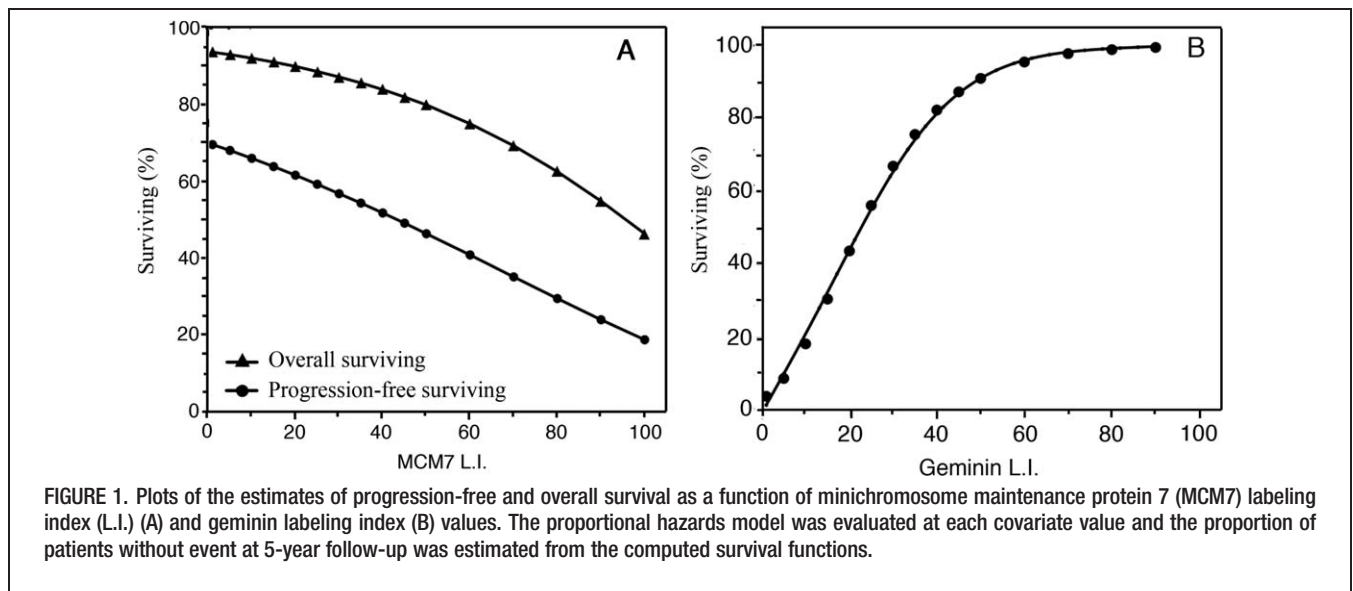 A
100
80
60
40
20
0
Surviving (%)
Overall surviving
Progression-free surviving
0 20 40 60 80 100
MCM7 L.I.
B
100
80
60
40
20
0
Surviving (%)
0 20 40 60 80 100
Geminin L.I.
FIGURE 1. Plots of the estimates of progression-free and overall survival as a function of minichromosome maintenance protein 7 (MCM7) labeling
index (L.I.) (A) and geminin labeling index (B) values. The proportional hazards model was evaluated at each covariate value and the proportion of
patients without event at 5-year follow-up was estimated from the computed survival functions.